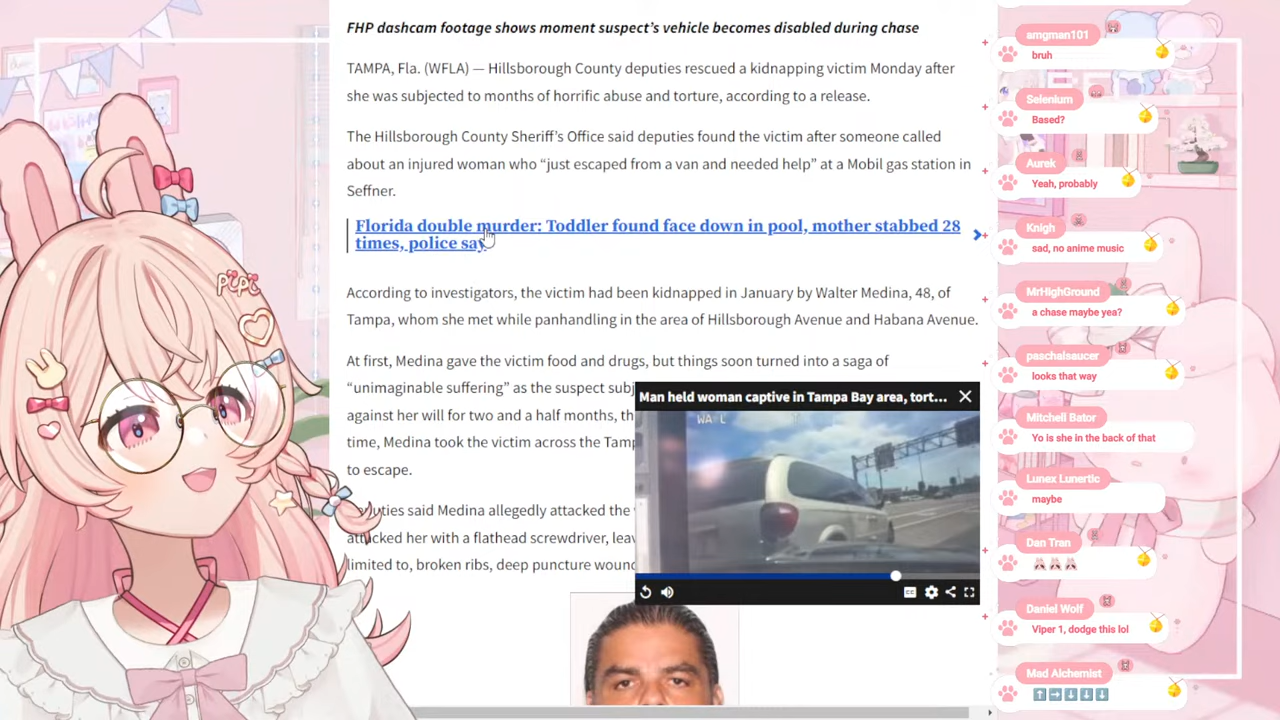 FHP dashcam footage shows moment suspect's vehicle becomes disabled during chase
TAMPA, Fla. (WFLA) — Hillsborough County deputies rescued a kidnapping victim Monday after
she was subjected to months of horrific abuse and torture, according to a release.
The Hillsborough County Sheriff's Office said deputies found the victim after someone called
about an injured woman who “just escaped from a van and needed help” at a Mobil gas station in
Seffner.
Florida double murder: Toddler found face down in pool, mother stabbed 28
times, police say
According to investigators, the victim had been kidnapped in January by Walter Medina, 48, of
Tampa, whom she met while panhandling in the area of Hillsborough Avenue and Habana Avenue.
At first, Medina gave the victim food and drugs, but things soon turned into a saga of
“unimaginable suffering” as the suspect subj
against her will for two and a half months, th
time, Medina took the victim across the Tam
to escape.
Deputies said Medina allegedly attacked the
attacked her with a flathead screwdriver, lea
limited to, broken ribs, deep puncture wound
Man held woman captive in Tampa Bay area, tort...
CC
PiPi
amgman101
bruh
Selenium
Based?
Aurek
Yeah, probably
Knigh
sad, no anime music
MrHighGround
a chase maybe yea?
paschalsaucer
looks that way
Mitchell Bator
Yo is she in the back of that
Lunex Lunertic
maybe
Dan Tran
Daniel Wolf
Viper 1, dodge this lol
Mad Alchemist
⬆️➡️⬇️⬇️⬇️